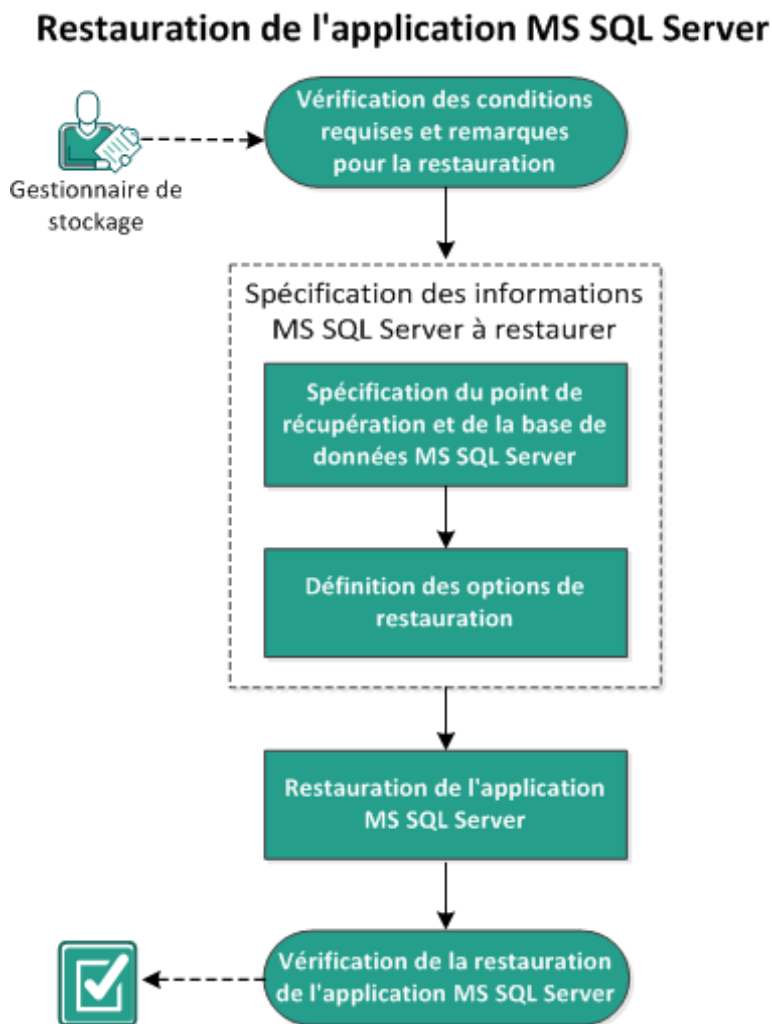 Restauration de l'application MS SQL Server
Vérification des conditions
requises et remarques
pour la restauration
Gestionnaire de
stockage
Spécification des informations
MS SQL Server à restaurer
Spécification du point de
récupération et de la base de
données MS SQL Server
Définition des options de
restauration
Restauration de l'application
MS SQL Server
Vérification de la restauration
de l'application MS SQL Server